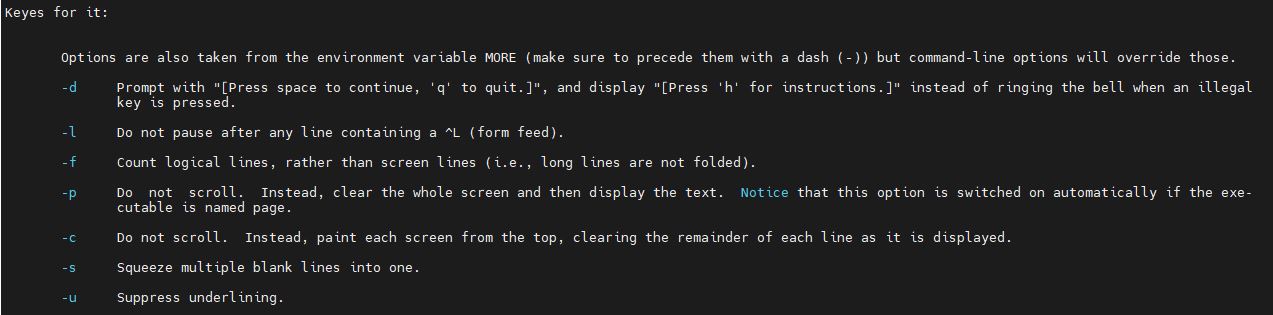 Keyes for it:
Options are also taken from the environment variable MORE (make sure to precede them with a dash (-)) but command-line options will override those.
-d Prompt with "[Press space to continue, 'q' to quit.]", and display "[Press 'h' for instructions.]" instead of ringing the bell when an illegal
key is pressed.
-l Do not pause after any line containing a ^L (form feed).
-f Count logical lines, rather than screen lines (i.e., long lines are not folded).
-p Do not scroll. Instead, clear the whole screen and then display the text. Notice that this option is switched on automatically if the exe-
cutable is named page.
-c Do not scroll. Instead, paint each screen from the top, clearing the remainder of each line as it is displayed.
-s Squeeze multiple blank lines into one.
-u Suppress underlining.